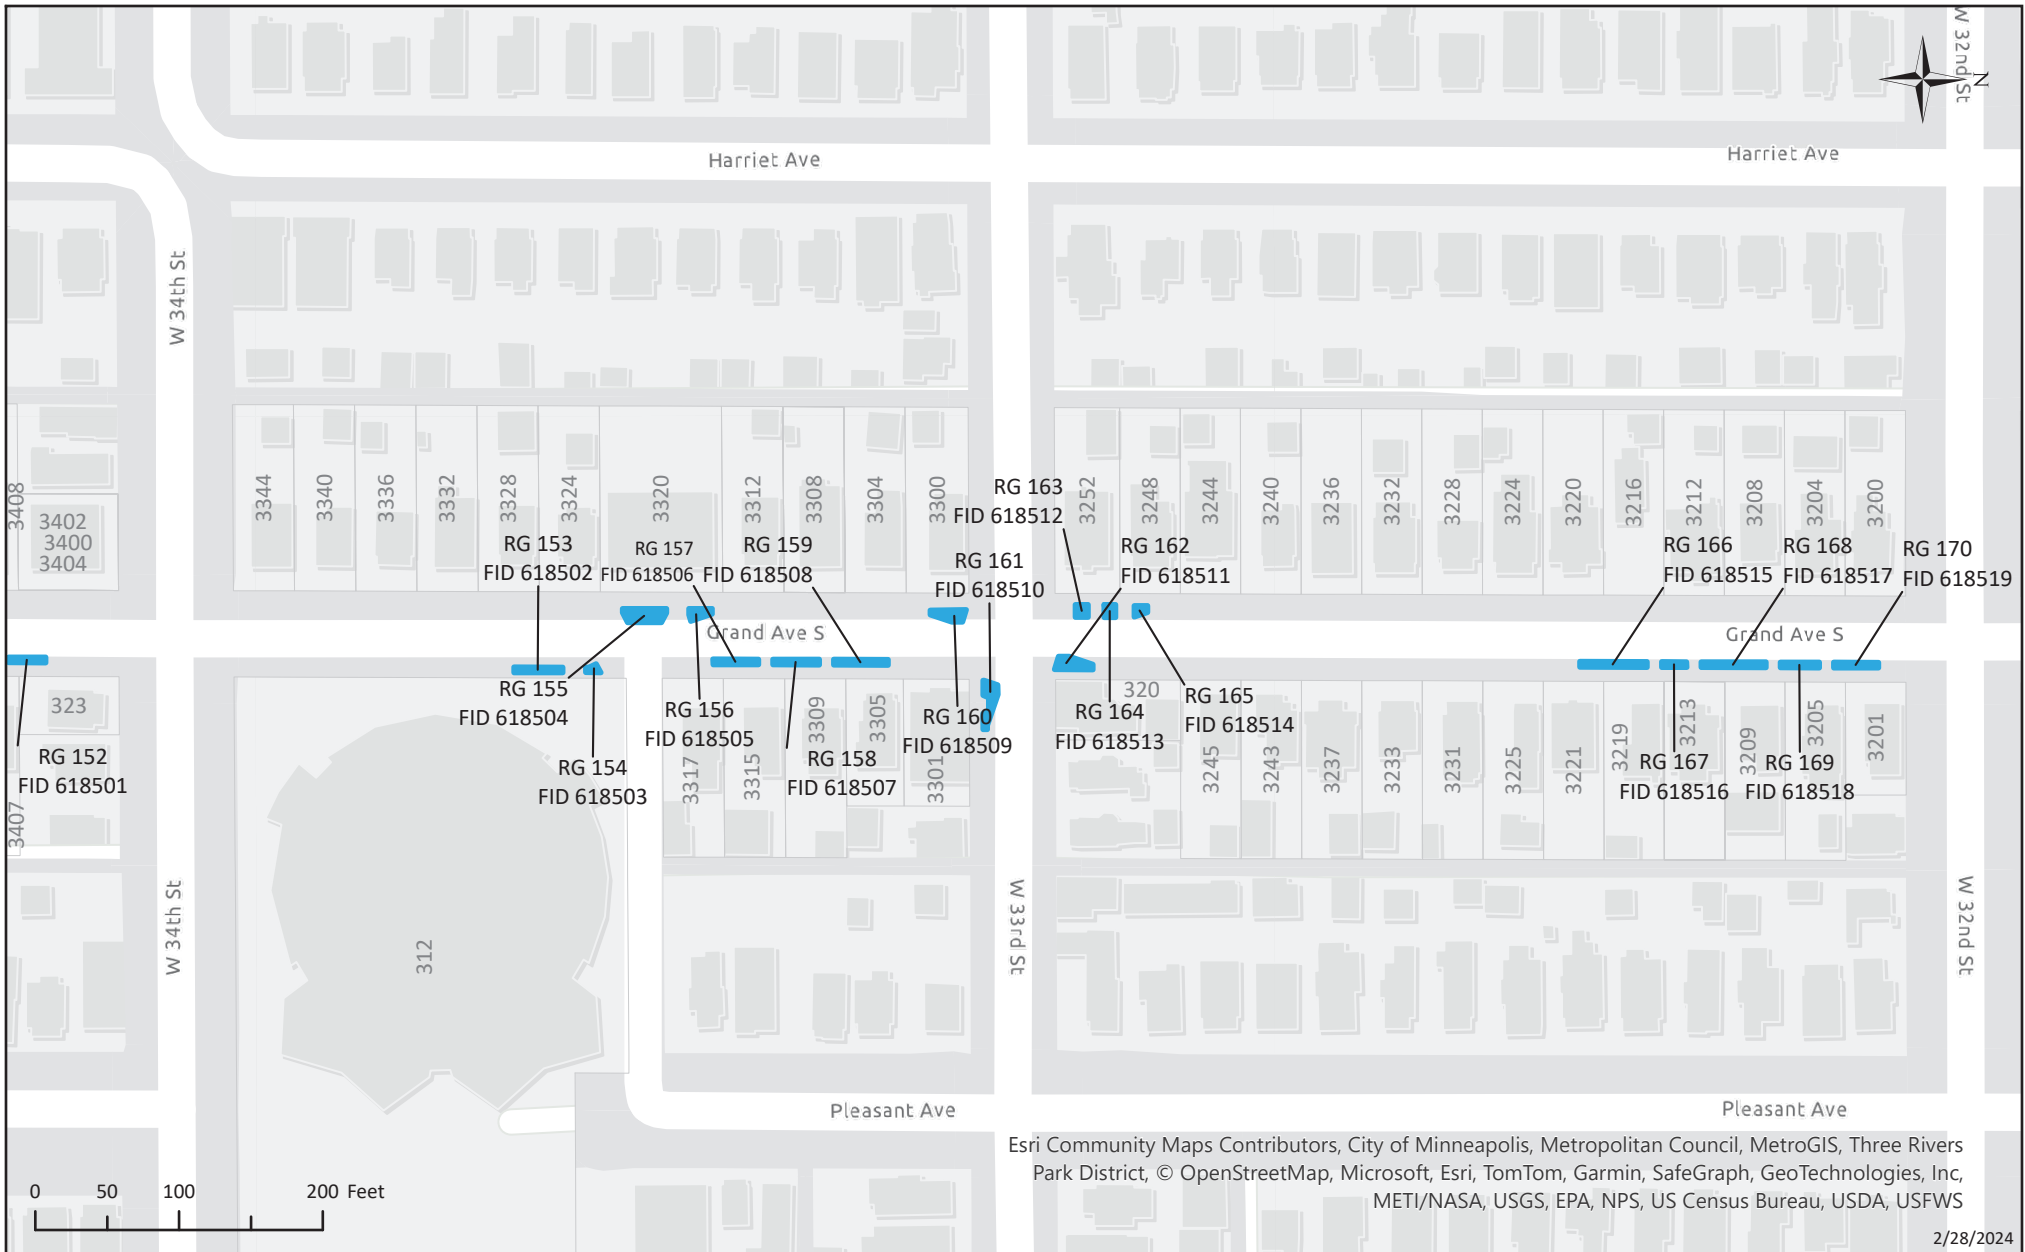 W 32nd St
N
Harriet Ave
Harriet Ave
W 34th St
3408
3402
3400
3404
3344
3340
3336
3332
3328
3324
3320
3312
3308
3304
3300
3252
3248
3244
3240
3236
3232
3228
3224
3220
3216
3212
3208
3204
3200
RG 153
FID 618502
RG 157
FID 618506
RG 159
FID 618508
RG 161
FID 618510
RG 163
FID 618512
RG 162
FID 618511
RG 166
FID 618515
RG 168
FID 618517
RG 170
FID 618519
Grand Ave S
Grand Ave S
323
RG 152
FID 618501
3407
RG 155
FID 618504
RG 154
FID 618503
RG 156
FID 618505
3317
3315
3309
RG 158
FID 618507
3305
3301
RG 160
FID 618509
320
RG 164
FID 618513
RG 165
FID 618514
3245
3243
3237
3233
3231
3225
3221
3219
3213
3209
3205
3201
RG 167
FID 618516
RG 169
FID 618518
W 34th St
312
W 33rd St
W 32nd St
Pleasant Ave
Pleasant Ave
Esri Community Maps Contributors, City of Minneapolis, Metropolitan Council, MetroGIS, Three Rivers
Park District, © OpenStreetMap, Microsoft, Esri, TomTom, Garmin, SafeGraph, GeoTechnologies, Inc,
METI/NASA, USGS, EPA, NPS, US Census Bureau, USDA, USFWS
0 50 100 200 Feet
2/28/2024